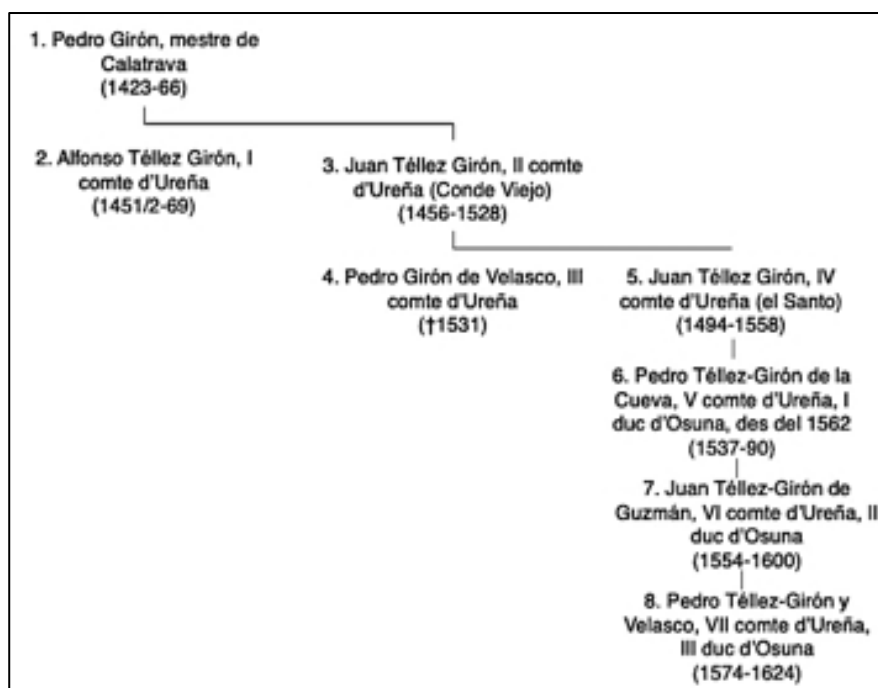 1. Pedro Girón, mestre de
Calatrava
(1423-66)
2. Alfonso Téllez Girón, I
comte d'Ureña
(1451/2-69)
3. Juan Téllez Girón, II comte
d'Ureña (Conde Viejo)
(1456-1528)
4. Pedro Girón de Velasco, III
comte d'Ureña
(†1531)
5. Juan Téllez Girón, IV
comte d'Ureña (el Santo)
(1494-1558)
6. Pedro Téllez-Girón de la
Cueva, V comte d'Ureña, I
duc d'Osuna, des del 1562
(1537-90)
7. Juan Téllez-Girón de
Guzmán, VI comte d'Ureña, II
duc d'Osuna
(1554-1600)
8. Pedro Téllez-Girón y
Velasco, VII comte d'Ureña,
III duc d'Osuna
(1574-1624)